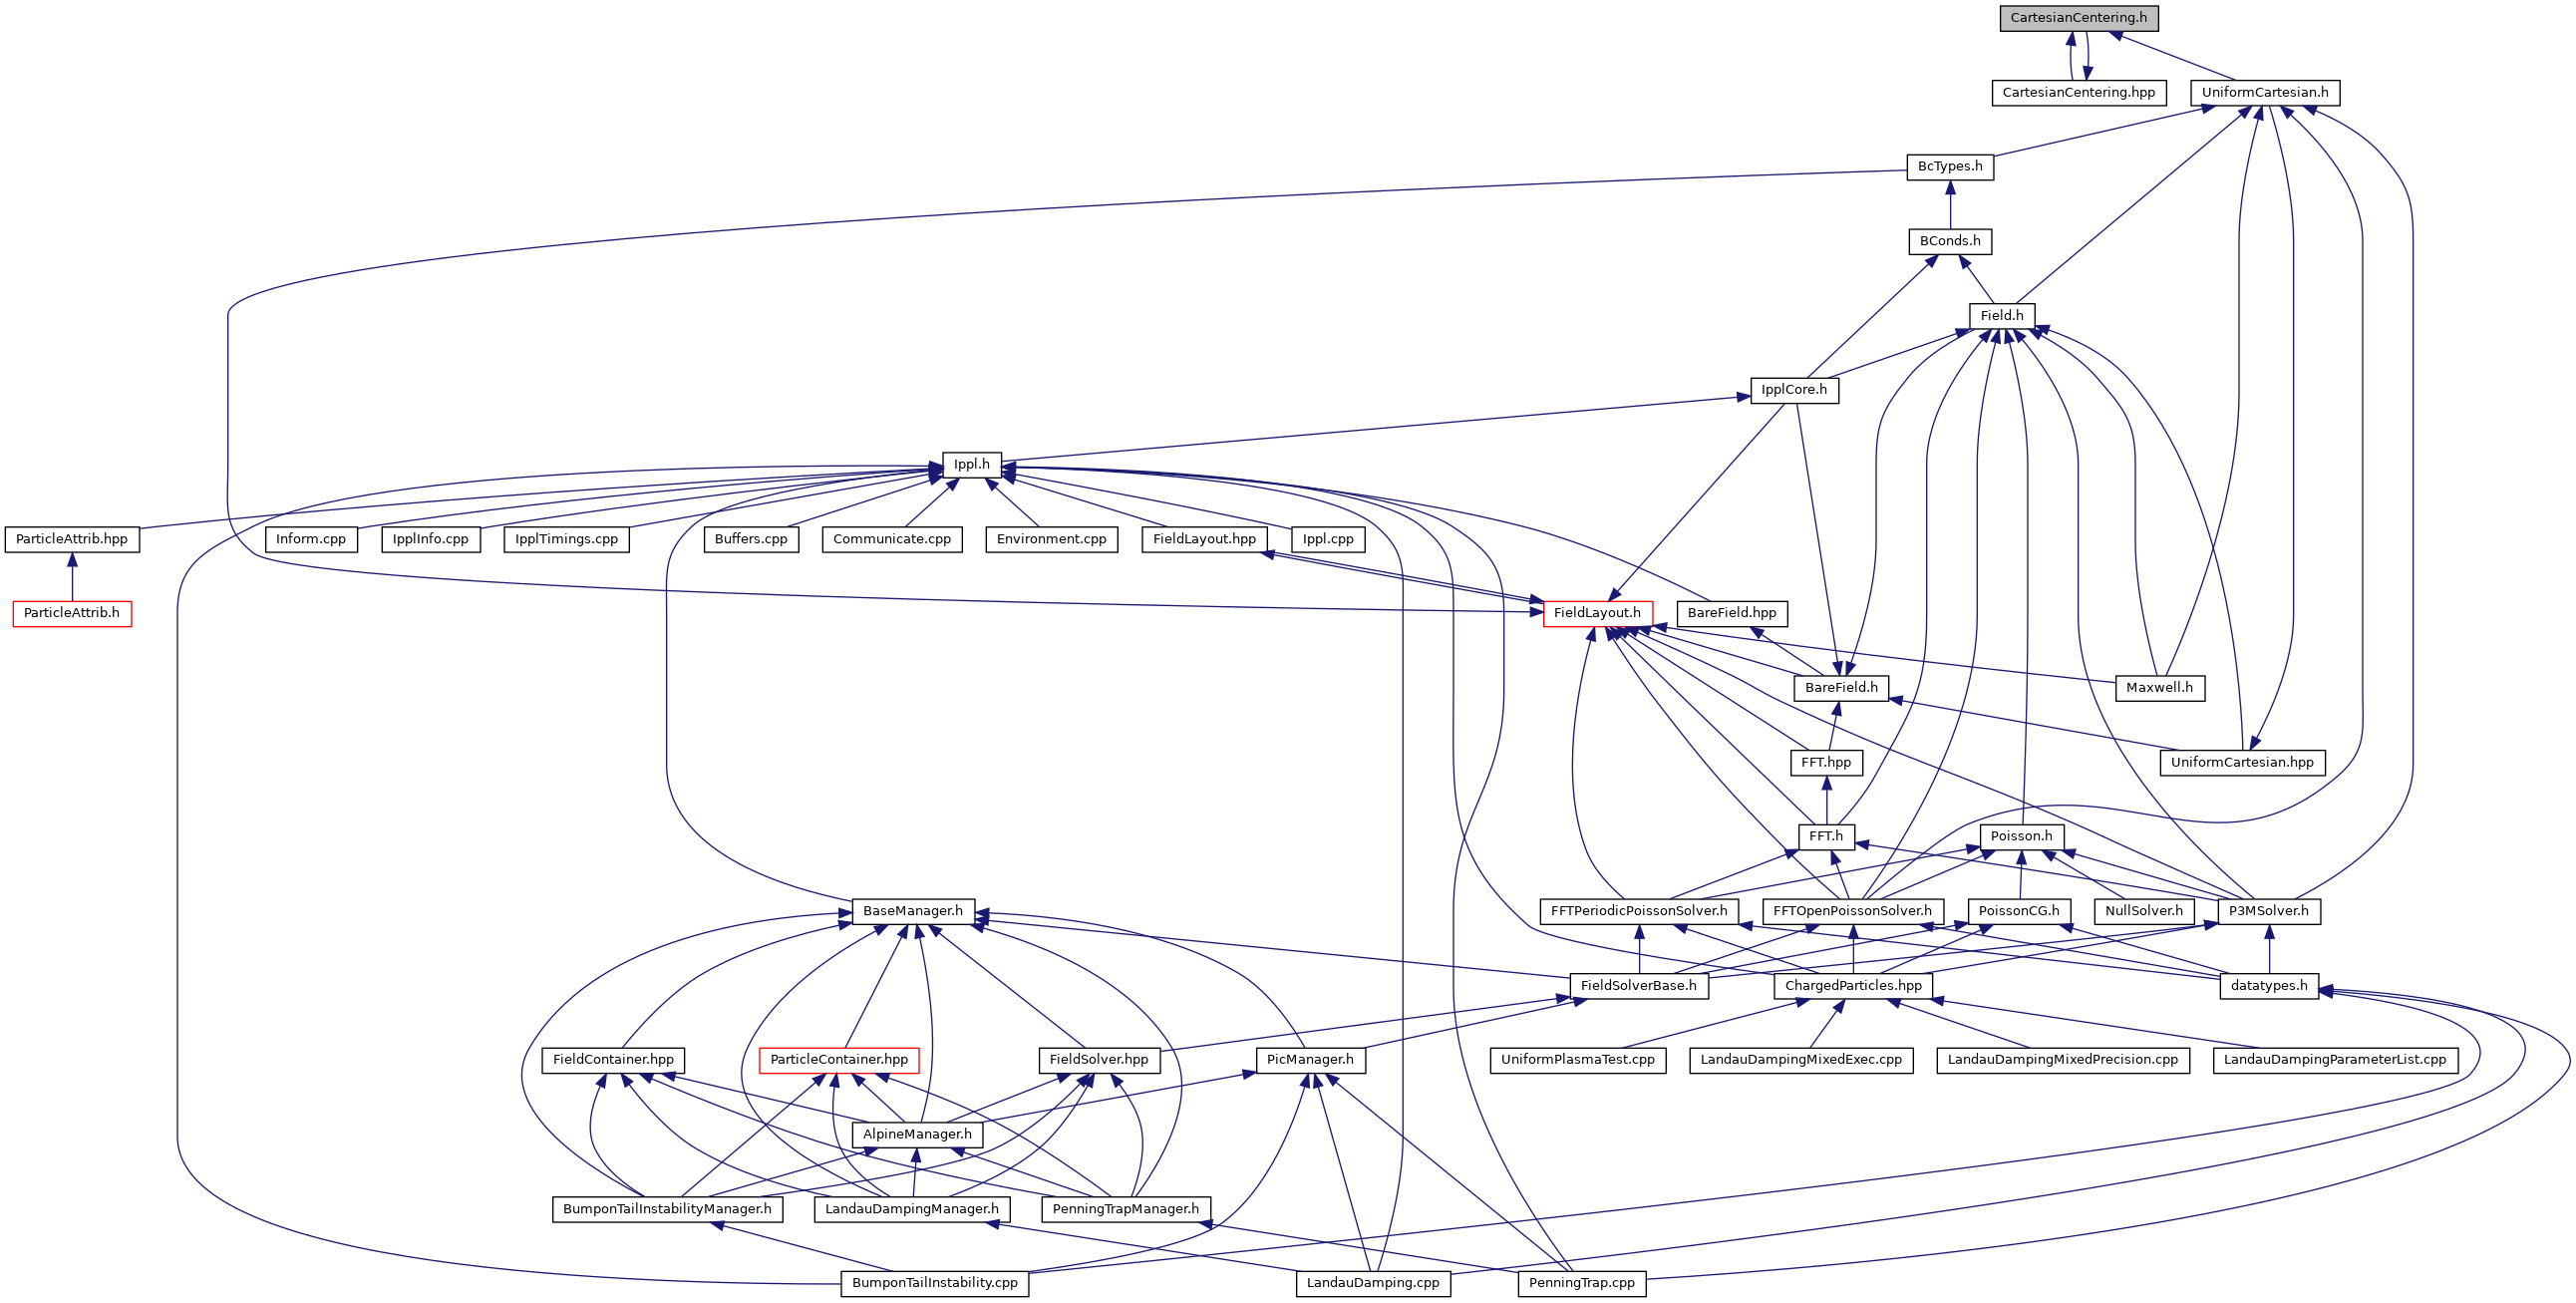 CartesianCentering.h
CartesianCentering.hpp
UniformCartesian.h
BcTypes.h
BConds.h
Field.h
IpplCore.h
Ippl.h
ParticleAttrib.hpp
Inform.cpp
IpplInfo.cpp
IpplTimings.cpp
Buffers.cpp
Communicate.cpp
Environment.cpp
FieldLayout.hpp
Ippl.cpp
ParticleAttrib.h
FieldLayout.h
BareField.hpp
BareField.h
Maxwell.h
FFT.hpp
UniformCartesian.hpp
FFT.h
Poisson.h
BaseManager.h
FFTPeriodicPoissonSolver.h
FFTOpenPoissonSolver.h
PoissonCG.h
NullSolver.h
P3MSolver.h
FieldSolverBase.h
ChargedParticles.hpp
datatypes.h
FieldContainer.hpp
ParticleContainer.hpp
FieldSolver.hpp
PicManager.h
UniformPlasmaTest.cpp
LandauDampingMixedExec.cpp
LandauDampingMixedPrecision.cpp
LandauDampingParameterList.cpp
AlpineManager.h
BumponTailInstabilityManager.h
LandauDampingManager.h
PenningTrapManager.h
BumponTailInstability.cpp
LandauDamping.cpp
PenningTrap.cpp